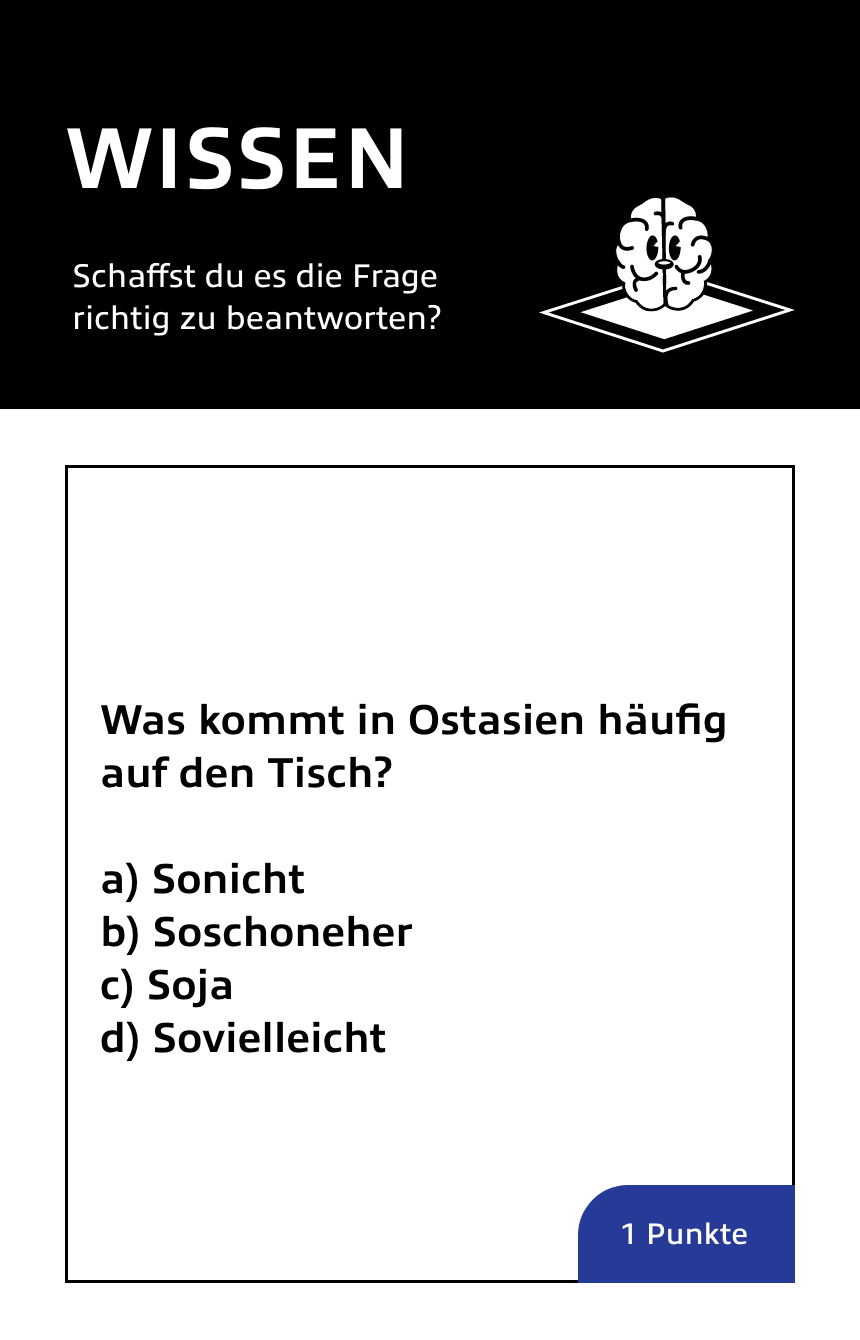 WISSEN
Schaffst du es die Frage
richtig zu beantworten?
Was kommt in Ostasien häufig
auf den Tisch?
a) Sonicht
b) Soschoneher
c) Soja
d) Sovielleicht
1 Punkte